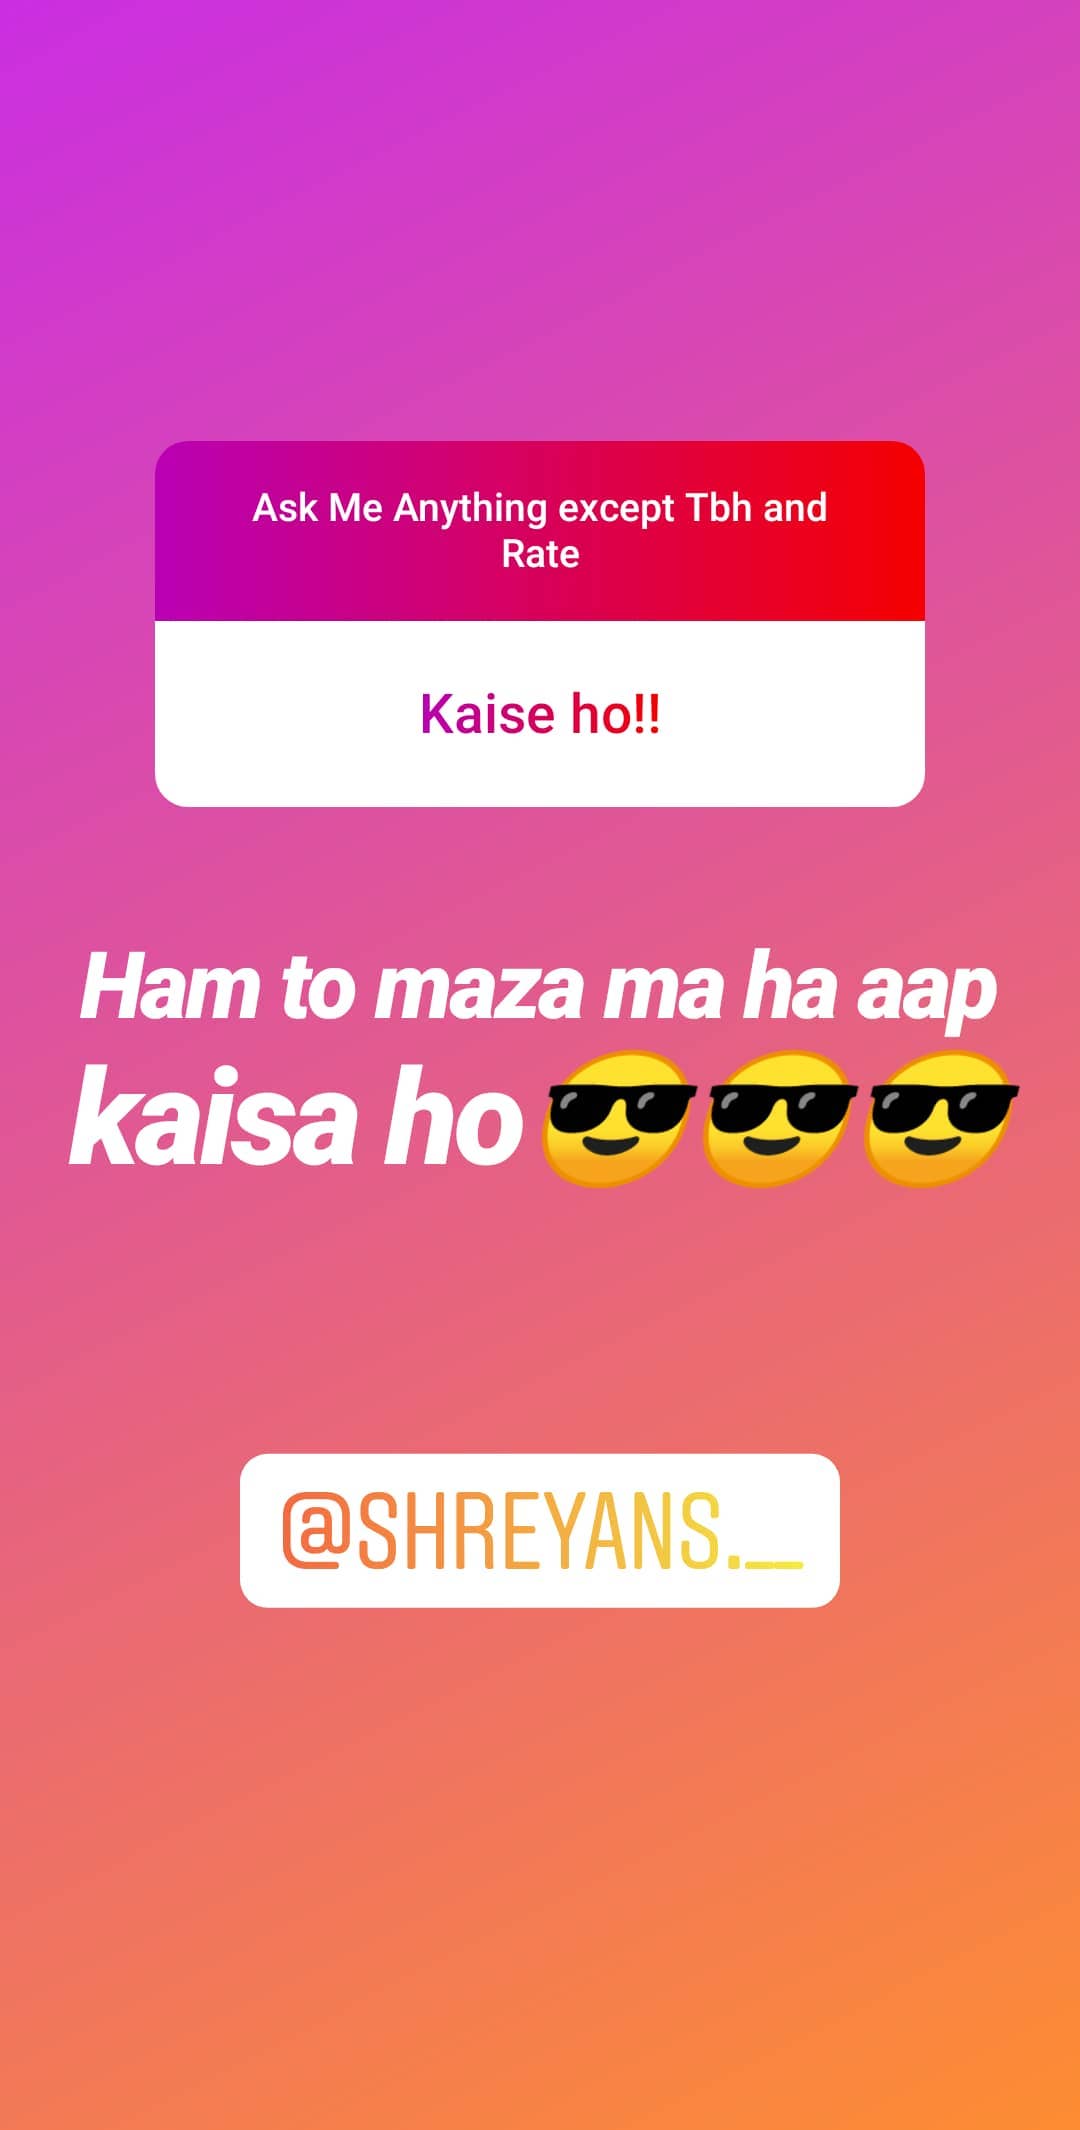 Ask Me Anything except Tbh and
Rate
Kaise ho!!
Ham to maza ma ha aap
kaisa ho 😎😎😎
@SHREYANS.__